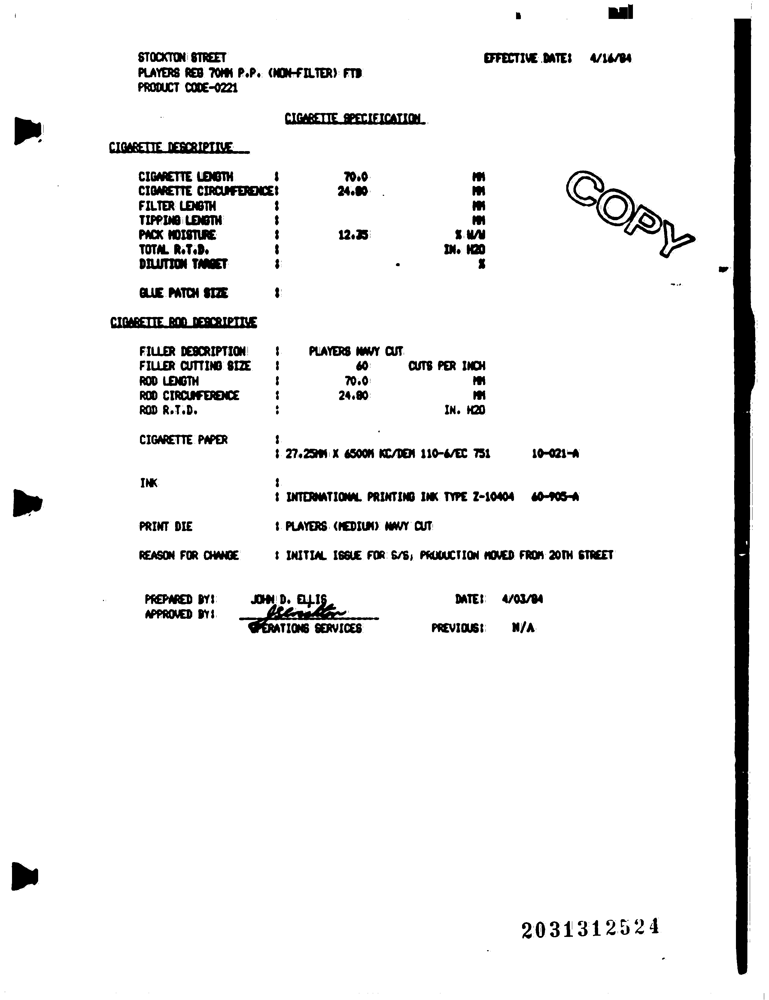 STOCKTON STREET EFFECTIVE DATE: 4/16/84
PLAYERS REG 70MM P.P. (NON-FILTER) FTB
PRODUCT CODE-0221
CIGARETTE SPECIFICATION
CIGARETTE DESCRIPTIVE
CIGARETTE LENGTH : 70.0 MM
CIGARETTE CIRCUMFERENCE: 24.80 MM
FILTER LENGTH : MM
TIPPING LENGTH : MM
PACK MOISTURE : 12.35 % W/W
TOTAL R.T.D. : IN. H2O
DILUTION TARGET : %
GLUE PATCH SIZE :
COPY
CIGARETTE ROD DESCRIPTIVE
FILLER DESCRIPTION : PLAYERS NAVY CUT
FILLER CUTTING SIZE : 60 CUTS PER INCH
ROD LENGTH : 70.0 MM
ROD CIRCUMFERENCE : 24.80 MM
ROD R.T.D. : IN. H2O
CIGARETTE PAPER :
: 27.25MM X 6500M KC/DEM 110-6/EC 751 10-021-A
INK :
: INTERNATIONAL PRINTING INK TYPE Z-10404 60-905-A
PRINT DIE : PLAYERS (MEDIUM) NAVY CUT
REASON FOR CHANGE : INITIAL ISSUE FOR S/S, PRODUCTION MOVED FROM 20TH STREET
PREPARED BY: JOHN D. ELLIS DATE: 4/03/84
APPROVED BY:
OPERATIONS SERVICES PREVIOUS: N/A
2031312524